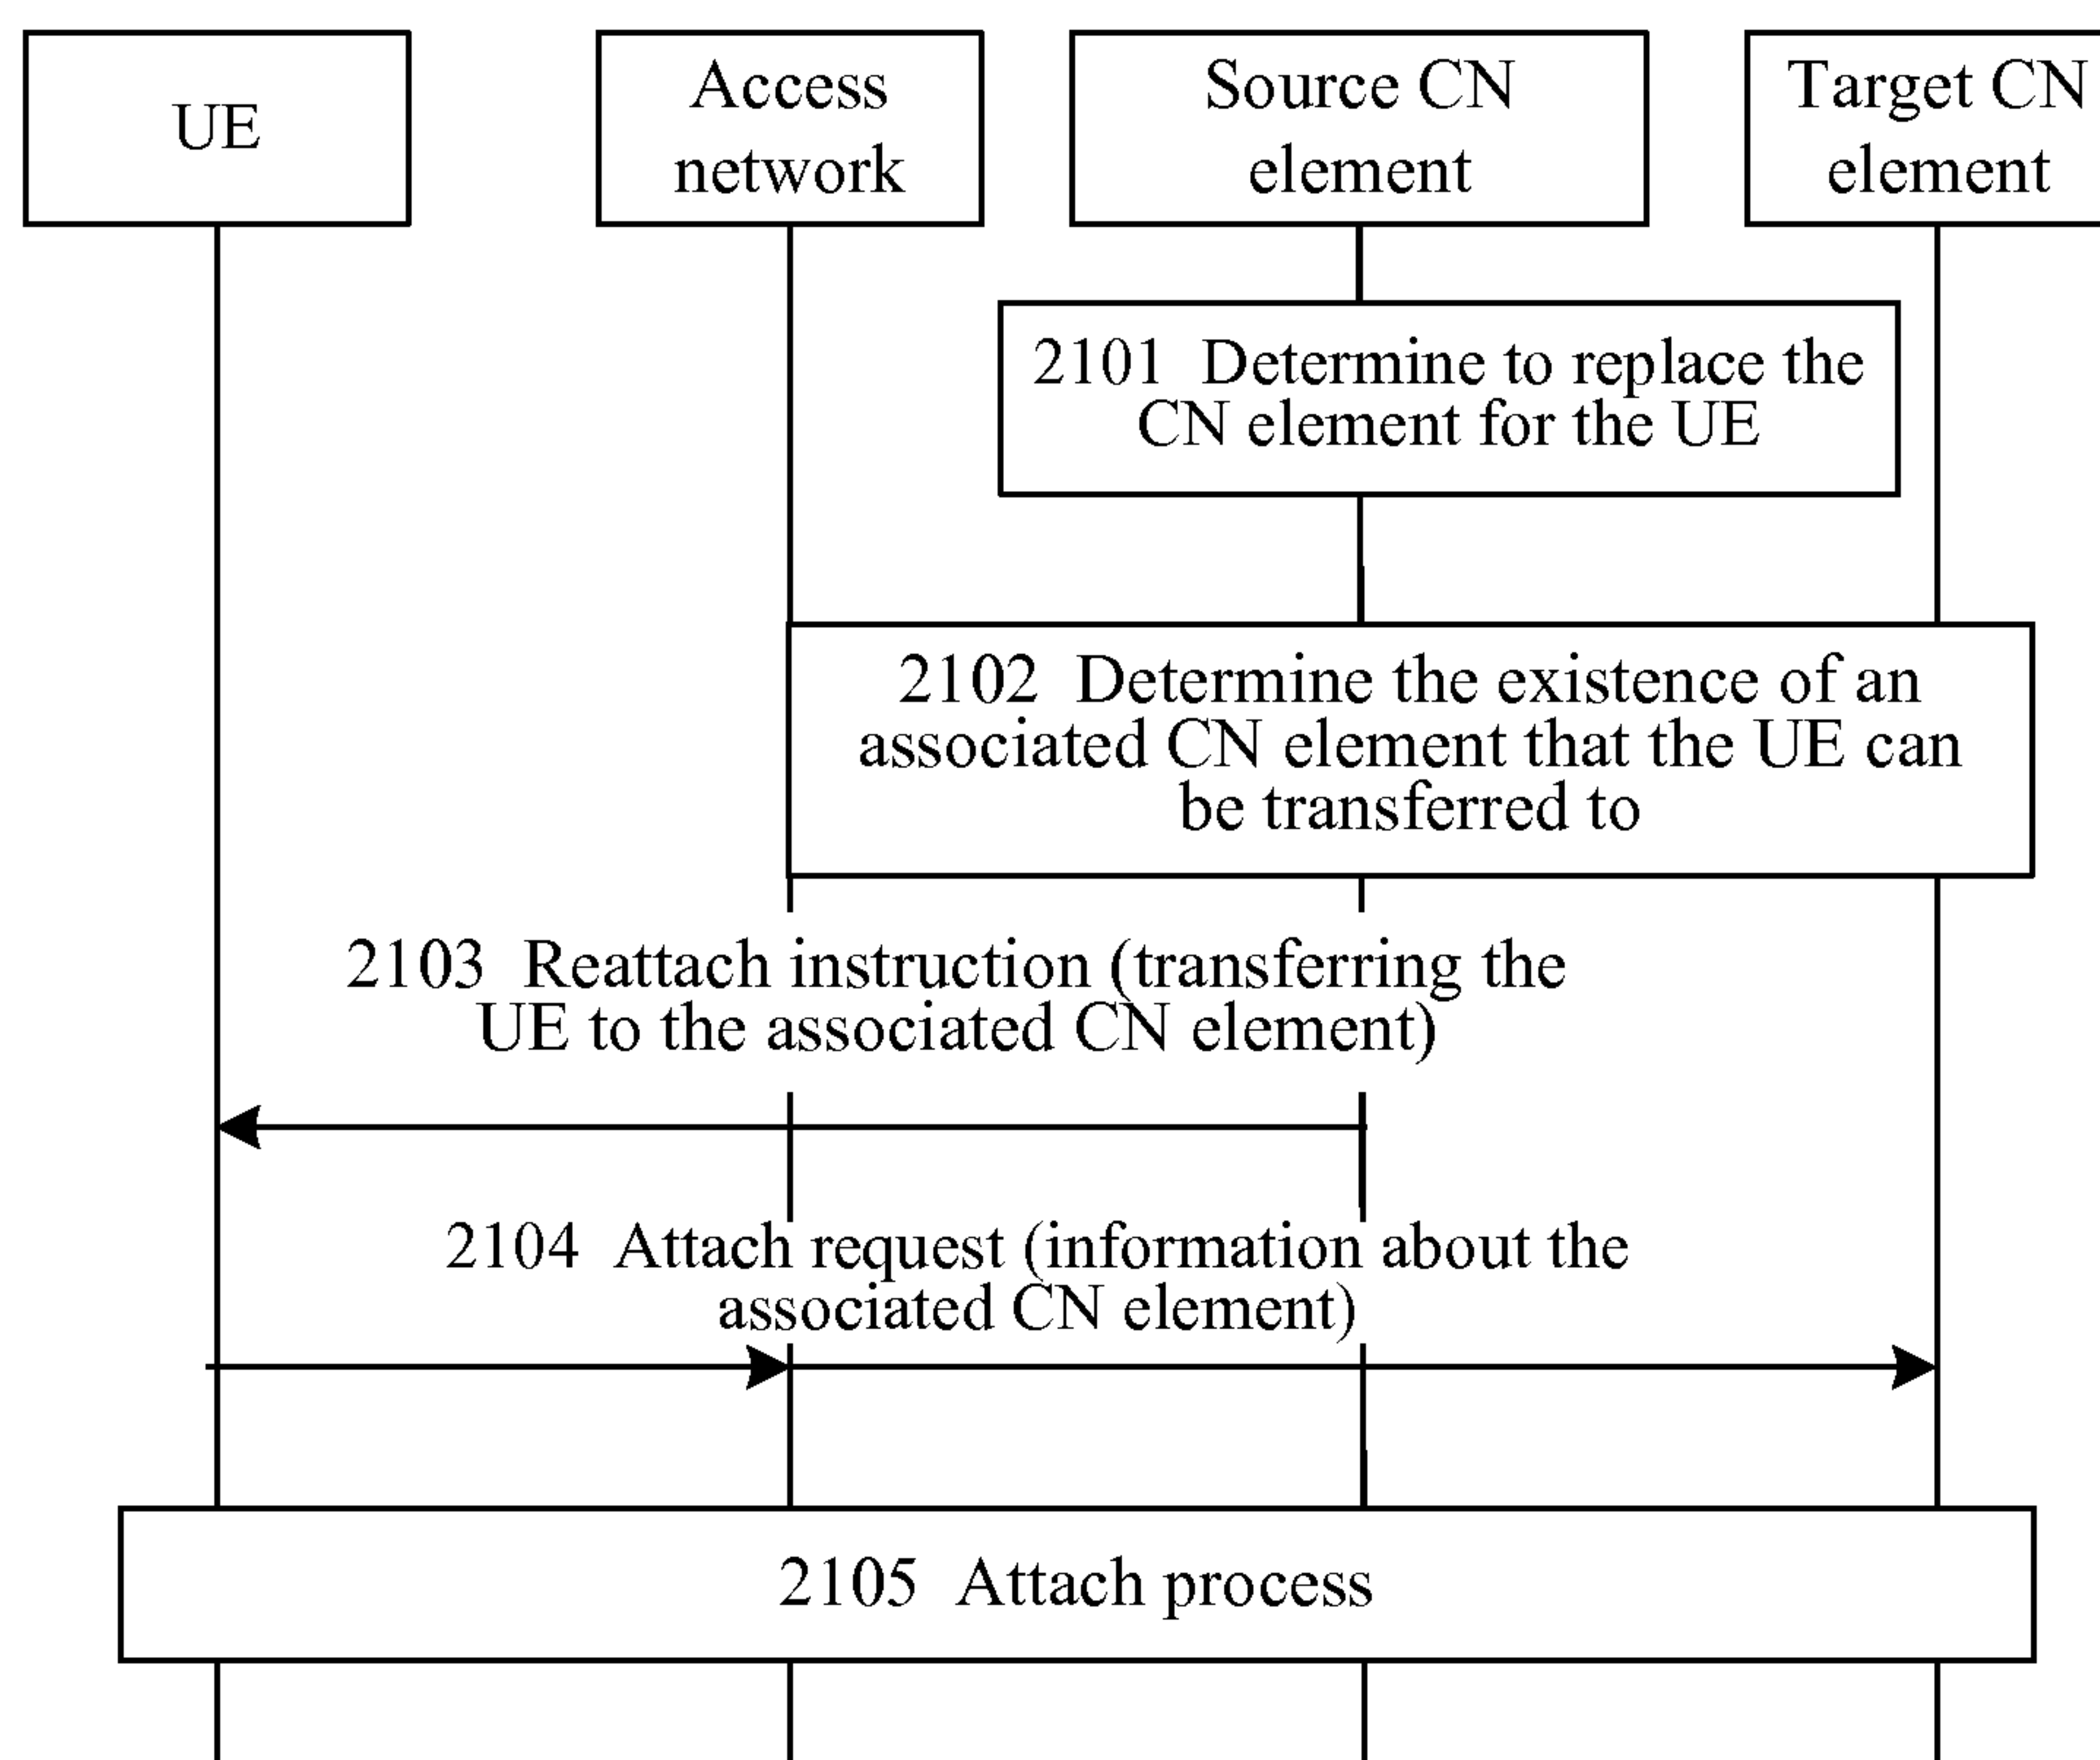 UE
Access
network
Source CN
element
Target CN
element
2101 Determine to replace the
CN element for the UE
2102 Determine the existence of an
associated CN element that the UE can
be transferred to
2103 Reattach instruction (transferring the
UE to the associated CN element)
2104 Attach request (information about the
associated CN element)
2105 Attach process